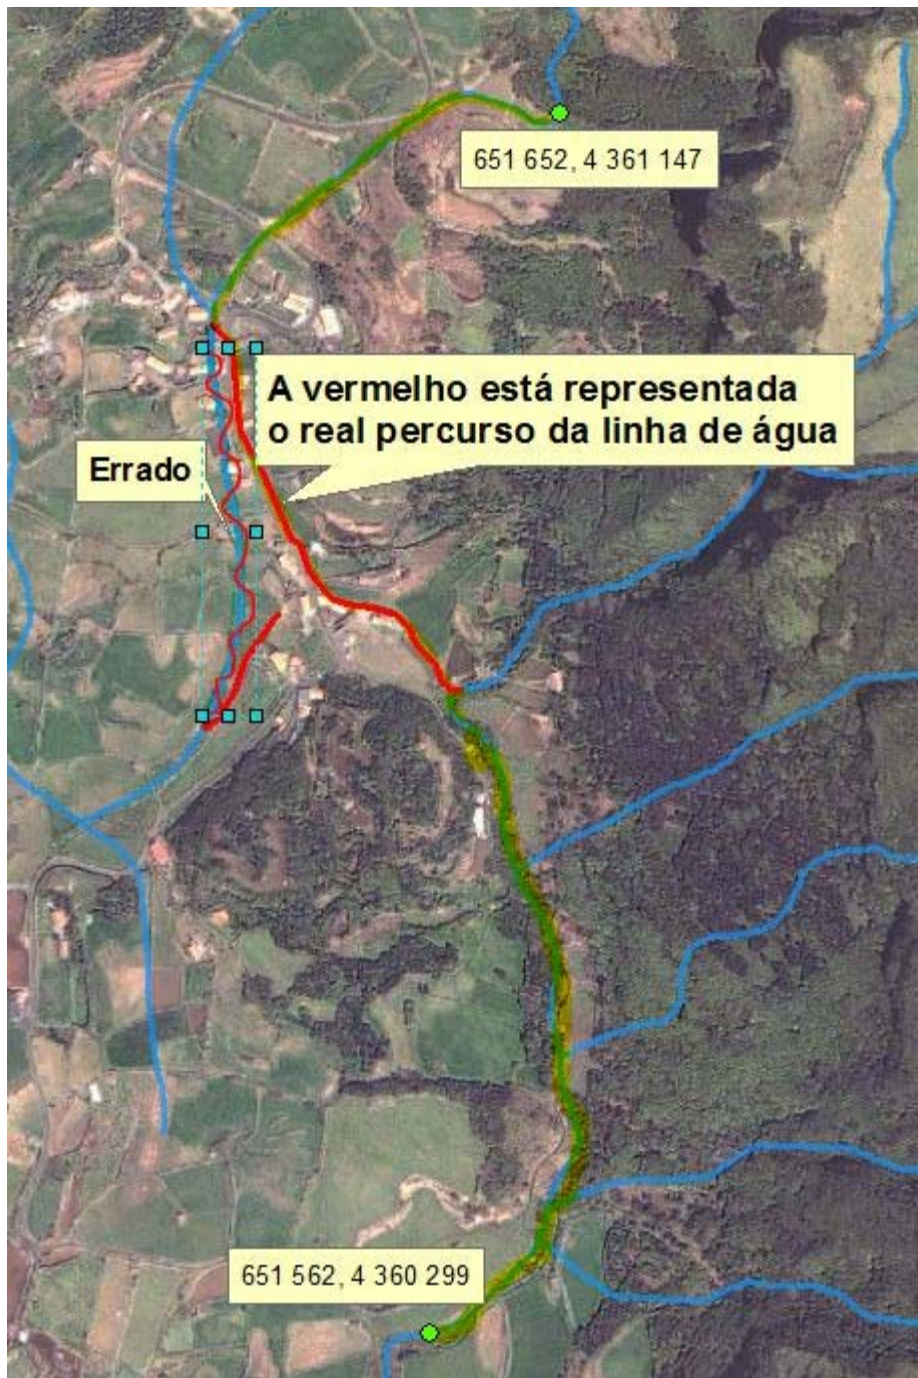 651 652, 4 361 147
A vermelho está representada
o real percurso da linha de água
Errado
651 562, 4 360 299